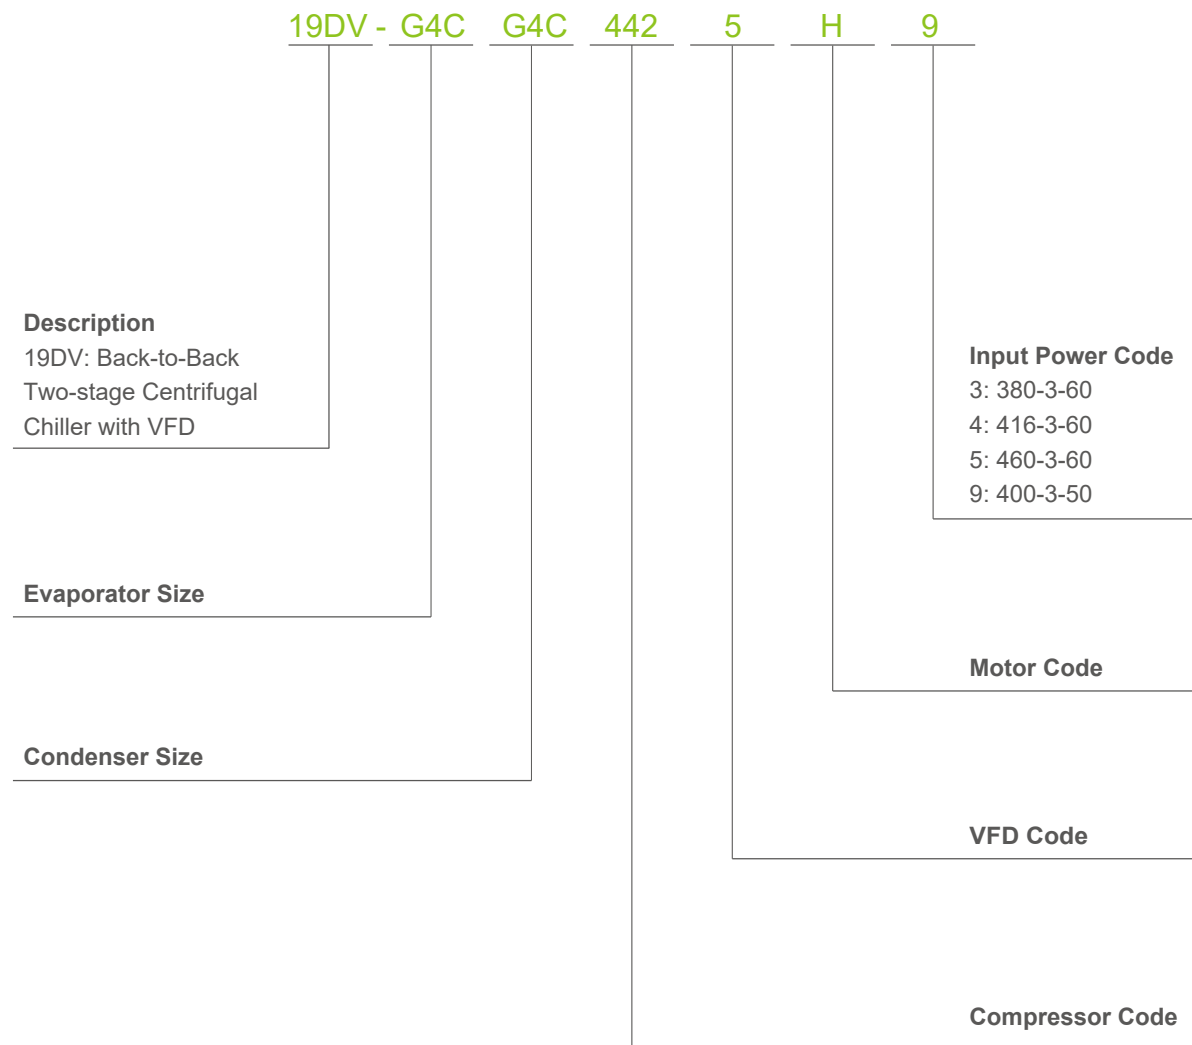 19DV - G4C G4C 442 5 H 9
Description
19DV: Back-to-Back
Two-stage Centrifugal
Chiller with VFD
Input Power Code
3: 380-3-60
4: 416-3-60
5: 460-3-60
9: 400-3-50
Evaporator Size
Motor Code
Condenser Size
VFD Code
Compressor Code